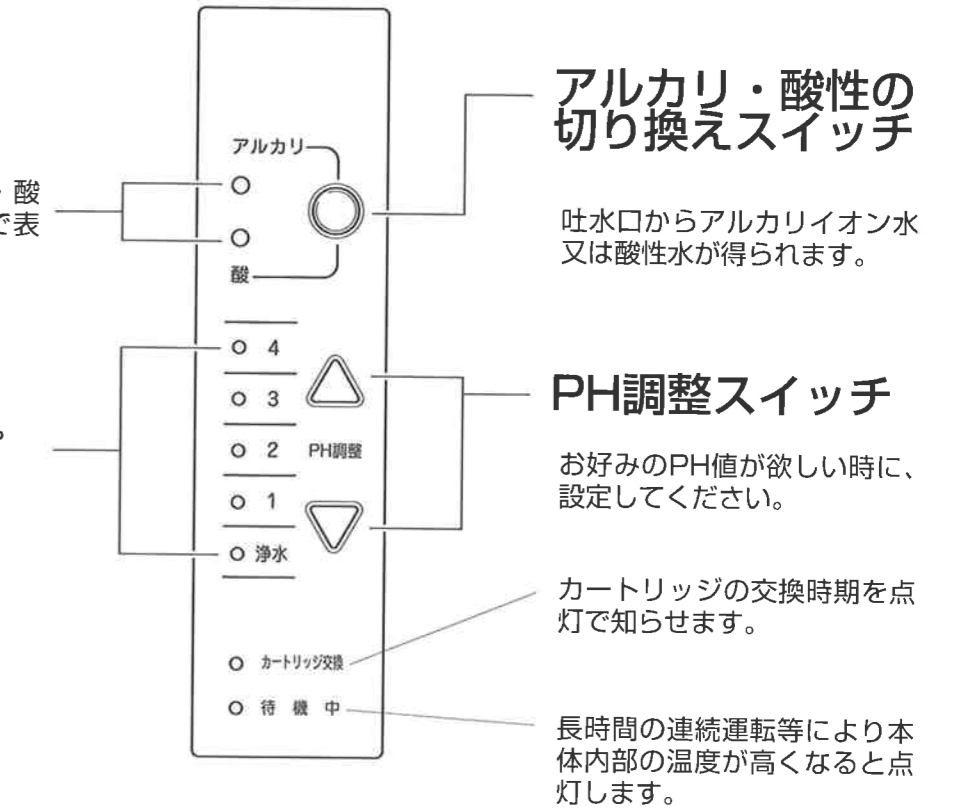 アルカリ・酸性の
切り換えスイッチ
吐水口からアルカリイオン水
又は酸性水が得られます。
・酸
で表
アルカリ
酸
4
3
2
1
浄水
PH調整
カートリッジ交換
待機中
。
PH調整スイッチ
お好みのPH値が欲しい時に、
設定してください。
カートリッジの交換時期を点
灯で知らせます。
長時間の連続運転等により本
体内部の温度が高くなると点
灯します。